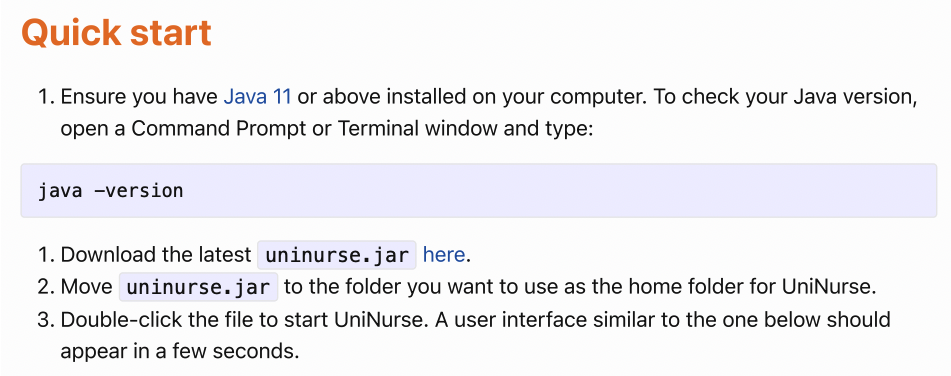 Quick start
1. Ensure you have Java 11 or above installed on your computer. To check your Java version,
open a Command Prompt or Terminal window and type:
java -version
1. Download the latest uninurse.jar here.
2. Move uninurse.jar to the folder you want to use as the home folder for UniNurse.
3. Double-click the file to start UniNurse. A user interface similar to the one below should
appear in a few seconds.